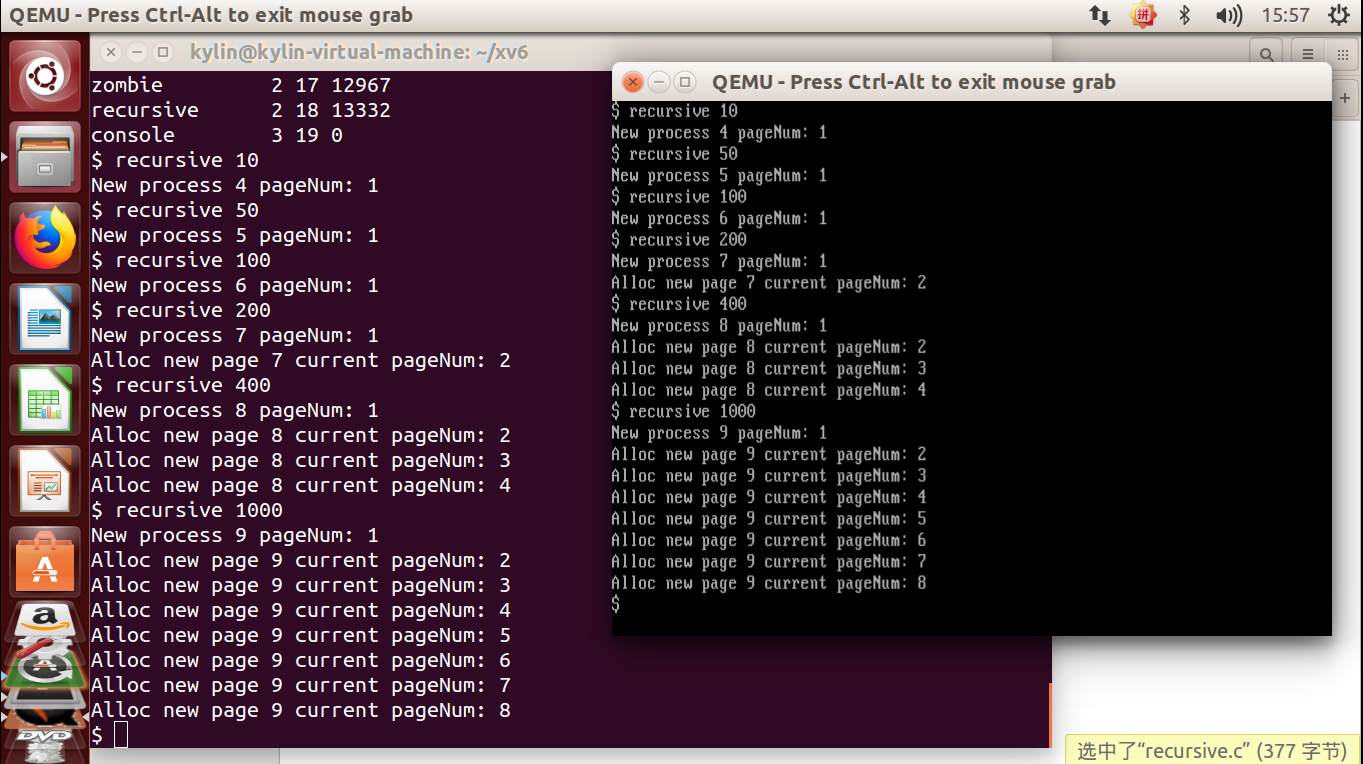 QEMU - Press Ctrl-Alt to exit mouse grab
拼
15:57
kylin@kylin-virtual-machine: ~/xv6
zombie 2 17 12967
recursive 2 18 13332
console 3 19 0
$ recursive 10
New process 4 pageNum: 1
$ recursive 50
New process 5 pageNum: 1
$ recursive 100
New process 6 pageNum: 1
$ recursive 200
New process 7 pageNum: 1
Alloc new page 7 current pageNum: 2
$ recursive 400
New process 8 pageNum: 1
Alloc new page 8 current pageNum: 2
Alloc new page 8 current pageNum: 3
Alloc new page 8 current pageNum: 4
$ recursive 1000
New process 9 pageNum: 1
Alloc new page 9 current pageNum: 2
Alloc new page 9 current pageNum: 3
Alloc new page 9 current pageNum: 4
Alloc new page 9 current pageNum: 5
Alloc new page 9 current pageNum: 6
Alloc new page 9 current pageNum: 7
Alloc new page 9 current pageNum: 8
$
QEMU - Press Ctrl-Alt to exit mouse grab
$ recursive 10
New process 4 pageNum: 1
$ recursive 50
New process 5 pageNum: 1
$ recursive 100
New process 6 pageNum: 1
$ recursive 200
New process 7 pageNum: 1
Alloc new page 7 current pageNum: 2
$ recursive 400
New process 8 pageNum: 1
Alloc new page 8 current pageNum: 2
Alloc new page 8 current pageNum: 3
Alloc new page 8 current pageNum: 4
$ recursive 1000
New process 9 pageNum: 1
Alloc new page 9 current pageNum: 2
Alloc new page 9 current pageNum: 3
Alloc new page 9 current pageNum: 4
Alloc new page 9 current pageNum: 5
Alloc new page 9 current pageNum: 6
Alloc new page 9 current pageNum: 7
Alloc new page 9 current pageNum: 8
$
A
a
A
DVD
选中了“recursive.c” (377 字节)